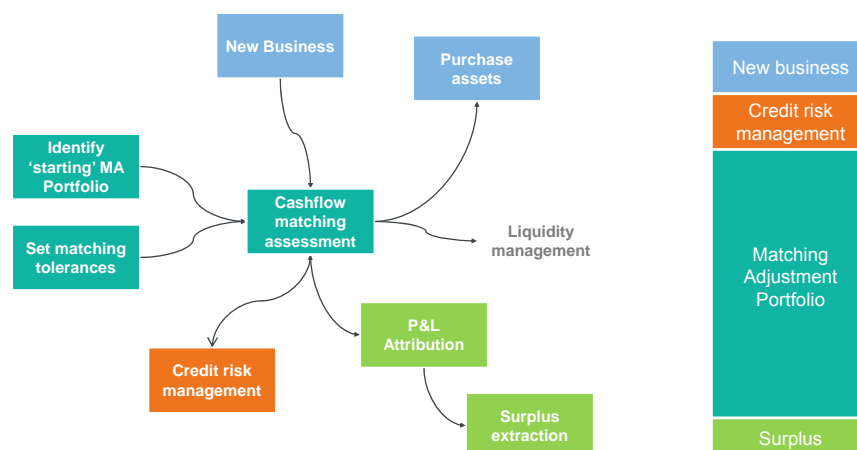 New Business
Purchase
assets
Identify
‘starting’ MA
Portfolio
Set matching
tolerances
Cashflow
matching
assessment
Liquidity
management
P&L
Attribution
Credit risk
management
Surplus
extraction
New business
Credit risk
management
Matching
Adjustment
Portfolio
Surplus